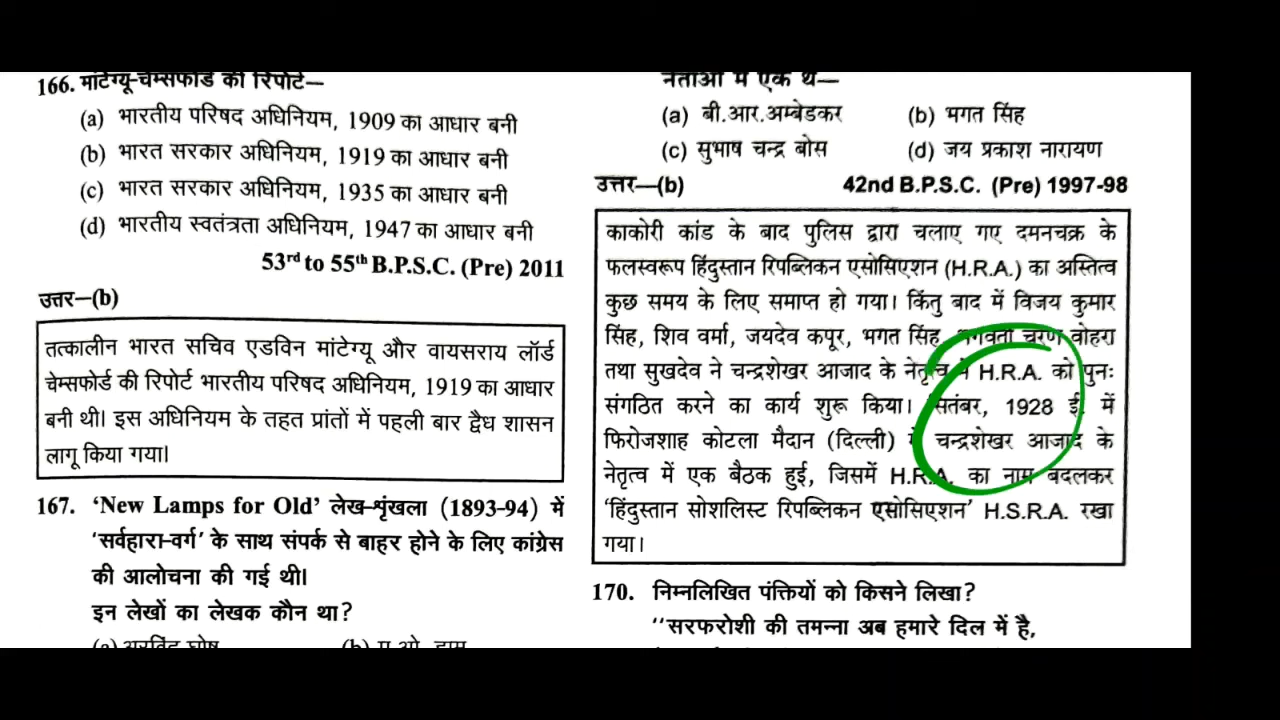 166. मांटेग्यू-चेम्सफोर्ड की रिपोर्ट—
(a) भारतीय परिषद अधिनियम, 1909 का आधार बनी
(b) भारत सरकार अधिनियम, 1919 का आधार बनी
(c) भारत सरकार अधिनियम, 1935 का आधार बनी
(d) भारतीय स्वतंत्रता अधिनियम, 1947 का आधार बनी
53rd to 55th B.P.S.C. (Pre) 2011
उत्तर—(b)
तत्कालीन भारत सचिव एडविन मांटेग्यू और वायसराय लॉर्ड
चेम्सफोर्ड की रिपोर्ट भारतीय परिषद अधिनियम, 1919 का आधार
बनी थी। इस अधिनियम के तहत प्रांतों में पहली बार द्वैध शासन
लागू किया गया।
167. ‘New Lamps for Old’ लेख-शृंखला (1893-94) में
‘सर्वहारा-वर्ग’ के साथ संपर्क से बाहर होने के लिए कांग्रेस
की आलोचना की गई थी।
इन लेखों का लेखक कौन था?
(a) अरविंद घोष (b) ए.ओ. ह्यूम
नेताओं में एक थे—
(a) बी.आर.अम्बेडकर (b) भगत सिंह
(c) सुभाष चन्द्र बोस (d) जय प्रकाश नारायण
उत्तर—(b) 42nd B.P.S.C. (Pre) 1997-98
काकोरी कांड के बाद पुलिस द्वारा चलाए गए दमनचक्र के
फलस्वरूप हिंदुस्तान रिपब्लिकन एसोसिएशन (H.R.A.) का अस्तित्व
कुछ समय के लिए समाप्त हो गया। किंतु बाद में विजय कुमार
सिंह, शिव वर्मा, जयदेव कपूर, भगत सिंह, भगवती चरण वोहरा
तथा सुखदेव ने चन्द्रशेखर आजाद के नेतृत्व में H.R.A. को पुनः
संगठित करने का कार्य शुरू किया। सितंबर, 1928 ई. में
फिरोजशाह कोटला मैदान (दिल्ली) में चन्द्रशेखर आजाद के
नेतृत्व में एक बैठक हुई, जिसमें H.R.A. का नाम बदलकर
‘हिंदुस्तान सोशलिस्ट रिपब्लिकन एसोसिएशन’ H.S.R.A. रखा
गया।
170. निम्नलिखित पंक्तियों को किसने लिखा?
‘‘सरफरोशी की तमन्ना अब हमारे दिल में है,